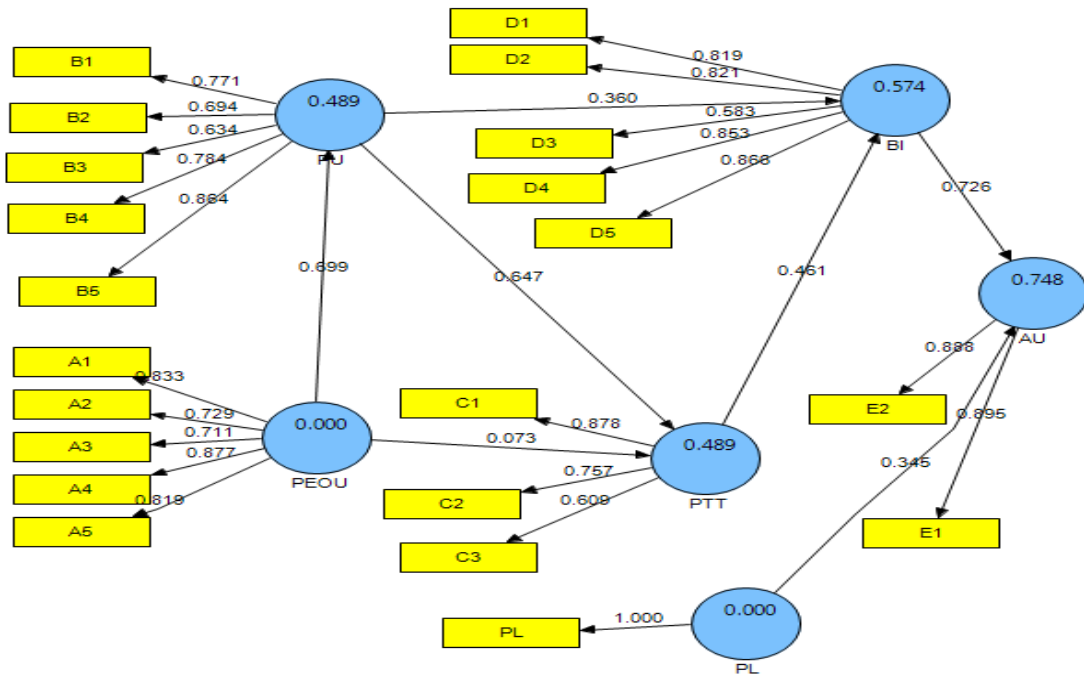 D1
D2
B1
0.819
0.821
0.574
0.771
0.489
B2
0.694
0.360
0.583
0.634
D3
0.853
BI
PU
B3
0.784
0.868
D4
0.726
0.864
B4
D5
B5
0.699
0.647
0.461
0.748
AU
A1
0.833
0.888
A2
0.729
C1
E2
0.895
0.711
0.000
0.878
A3
0.877
0.073
0.489
0.345
PEOU
A4
0.819
0.757
C2
PTT
A5
0.609
E1
C3
0.000
PL
1.000
PL